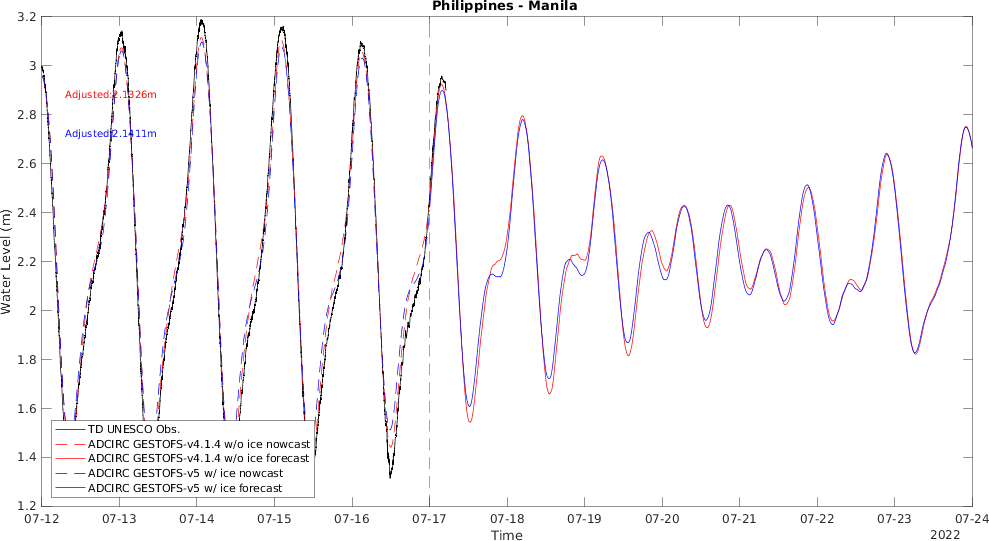 Philippines - Manila
3.2
3
2.8
2.6
2.4
2.2
2
1.8
1.6
1.4
1.2
Water Level (m)
Adjusted:2.1326m
Adjusted:2.1411m
TD UNESCO Obs.
ADCIRC GESTOFS-v4.1.4 w/o ice nowcast
ADCIRC GESTOFS-v4.1.4 w/o ice forecast
ADCIRC GESTOFS-v5 w/ ice nowcast
ADCIRC GESTOFS-v5 w/ ice forecast
07-12 07-13 07-14 07-15 07-16 07-17 07-18 07-19 07-20 07-21 07-22 07-23 07-24
Time
2022